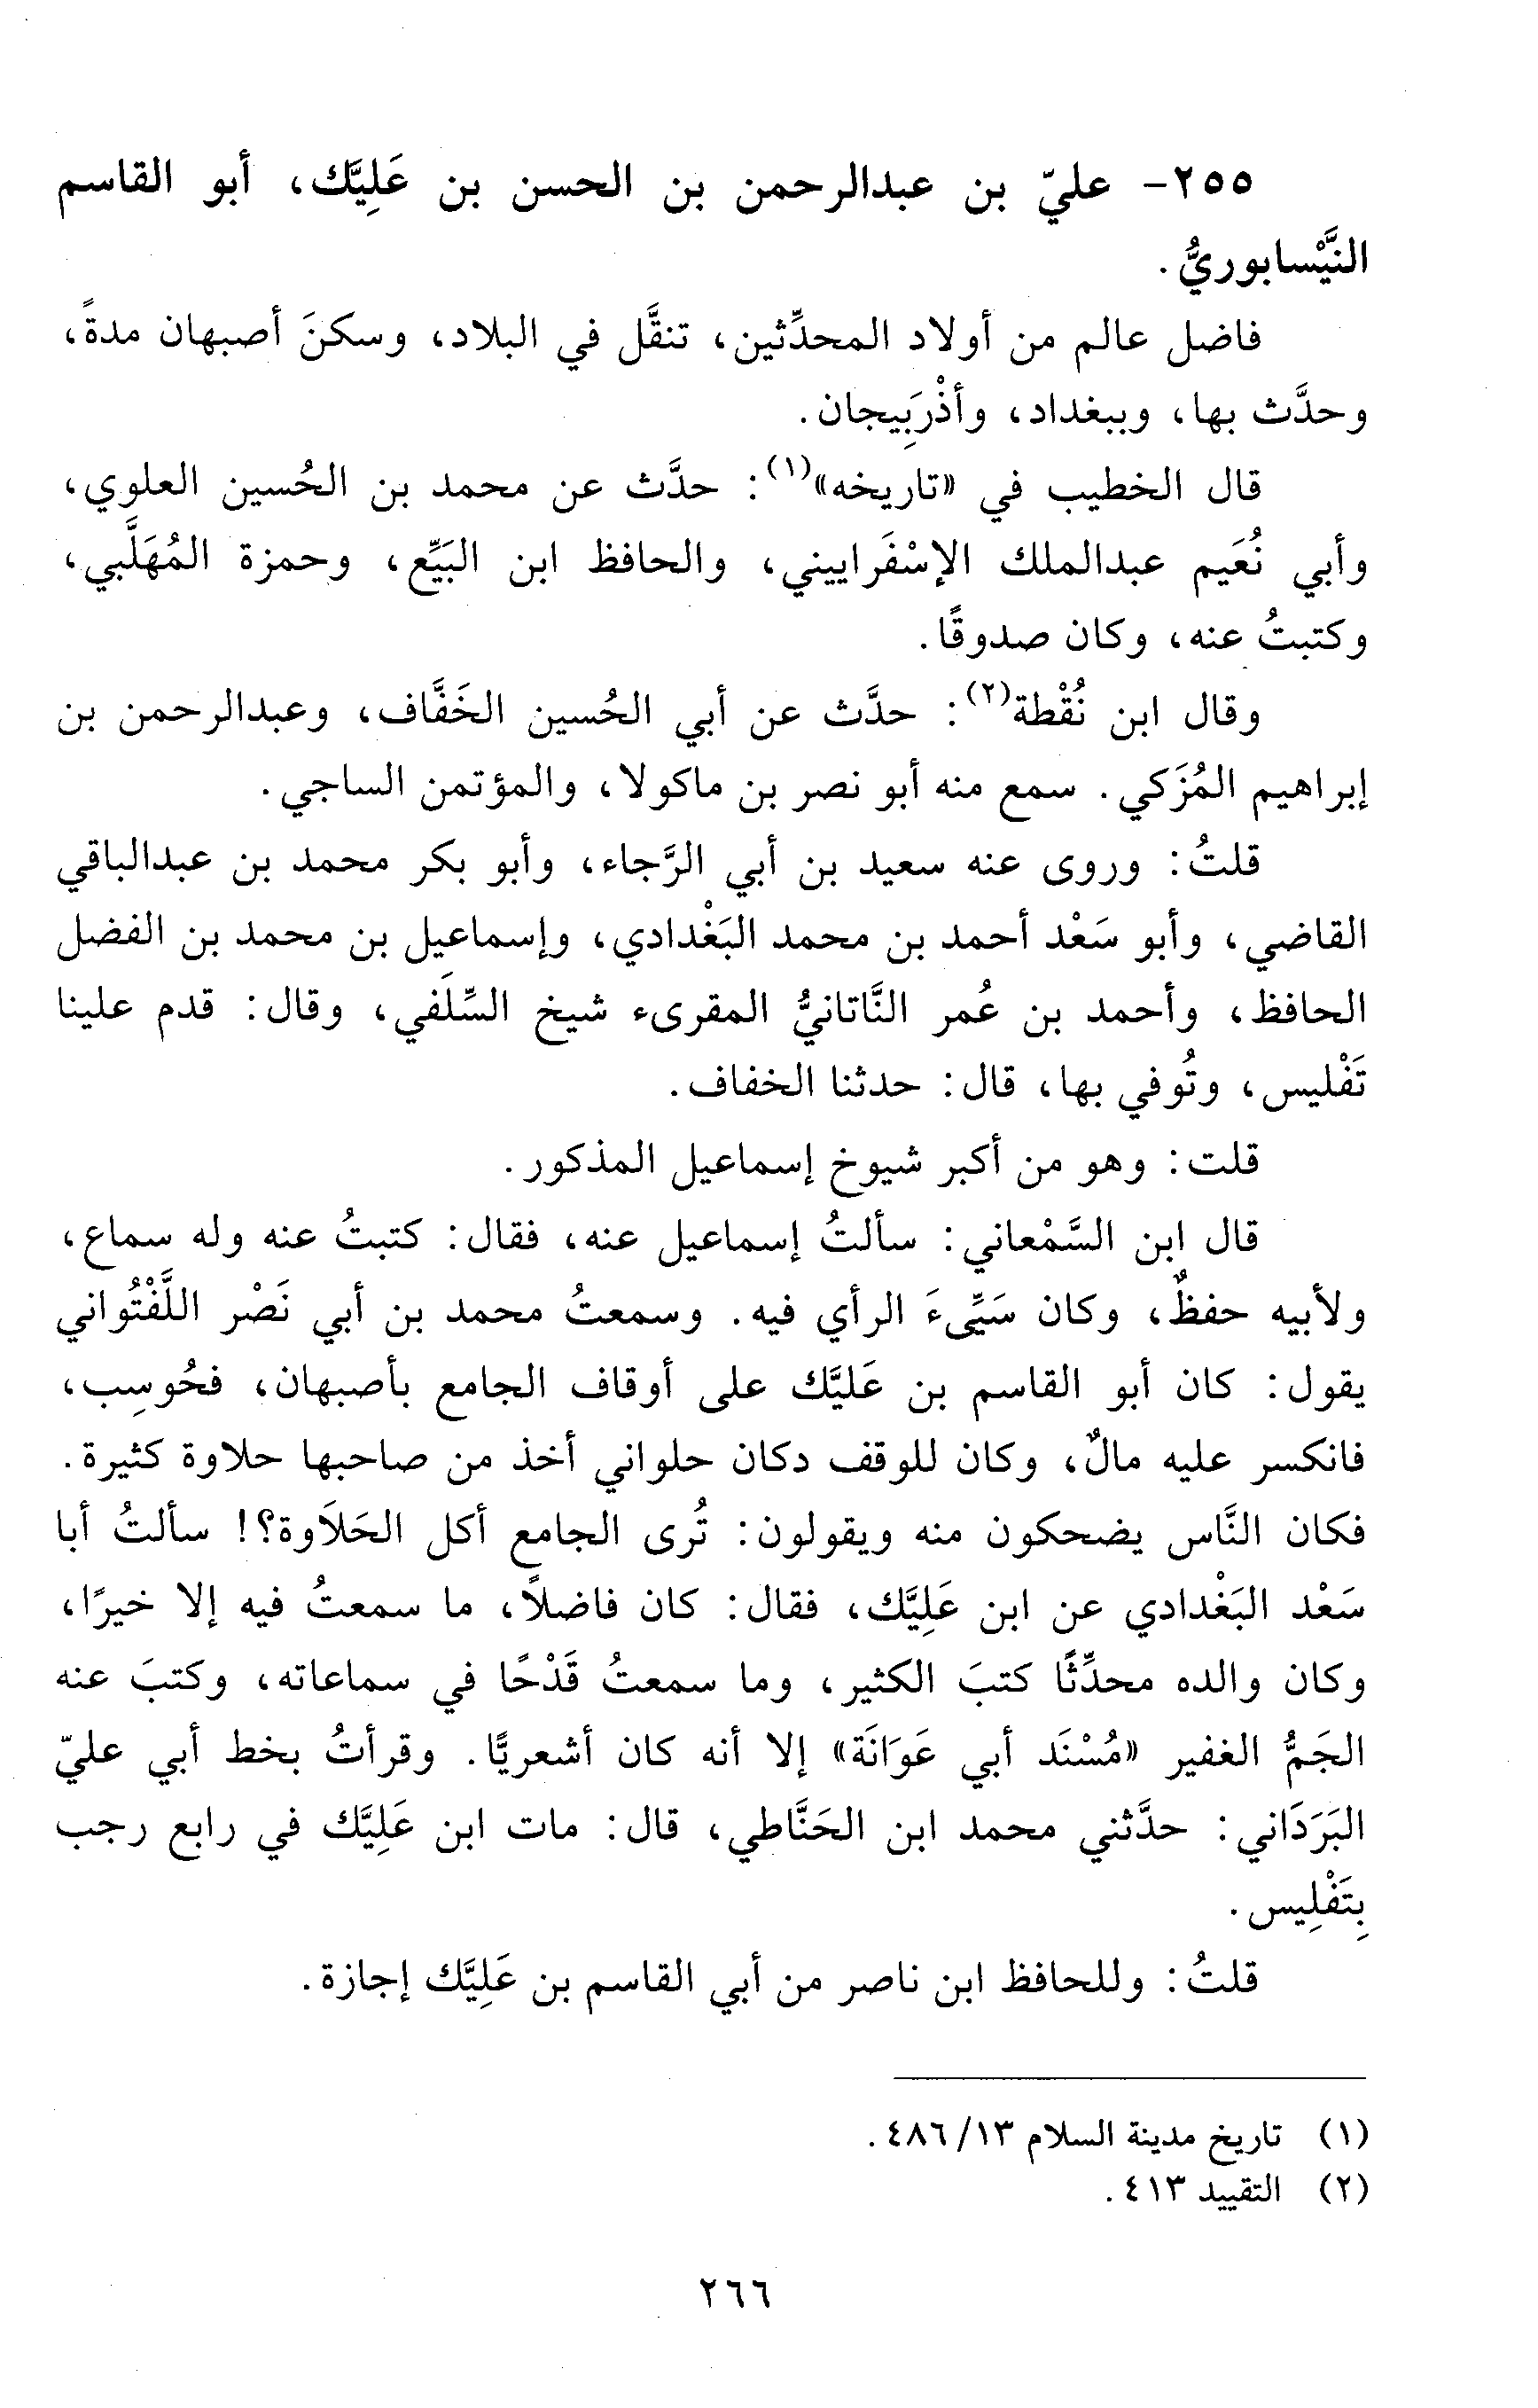 ٢٥٥- عليّ بن عبدالرحمن بن الحسن بن عَلِيَّك، أبو القاسم
النَّيْسابوريُّ.
فاضل عالم من أولاد المحدِّثين، تنقَّل في البلاد، وسكنَ أصبهان مدةً،
وحدَّث بها، وببغداد، وأذْرَبِيجان.
قال الخطيب في «تاريخه»(١): حدَّث عن محمد بن الحُسين العلوي،
وأبي نُعَيم عبدالملك الإسْفَراييني، والحافظ ابن البَيِّع، وحمزة المُهَلَّبي،
وكتبتُ عنه، وكان صدوقًا.
وقال ابن نُقْطة(٢): حدَّث عن أبي الحُسين الخَفَّاف، وعبدالرحمن بن
إبراهيم المُزَكي. سمع منه أبو نصر بن ماكولا، والمؤتمن الساجي.
قلتُ: وروى عنه سعيد بن أبي الرَّجاء، وأبو بكر محمد بن عبدالباقي
القاضي، وأبو سَعْد أحمد بن محمد البَغْدادي، وإسماعيل بن محمد بن الفضل
الحافظ، وأحمد بن عُمر النَّاتانيُّ المقرىء شيخ السِّلَفي، وقال: قدم علينا
تَفْليس، وتُوفي بها، قال: حدثنا الخفاف.
قلت: وهو من أكبر شيوخ إسماعيل المذكور.
قال ابن السَّمْعاني: سألتُ إسماعيل عنه، فقال: كتبتُ عنه وله سماع،
ولأبيه حفظٌ، وكان سَيِّىءَ الرأي فيه. وسمعتُ محمد بن أبي نَصْر اللَّفْتُواني
يقول: كان أبو القاسم بن عَليَّك على أوقاف الجامع بأصبهان، فحُوسِب،
فانكسر عليه مالٌ، وكان للوقف دكان حلواني أخذ من صاحبها حلاوة كثيرة.
فكان النَّاس يضحكون منه ويقولون: تُرى الجامع أكل الحَلاَوة؟! سألتُ أبا
سَعْد البَغْدادي عن ابن عَلِيَّك، فقال: كان فاضلاً، ما سمعتُ فيه إلا خيرًا،
وكان والده محدِّثًا كتبَ الكثير، وما سمعتُ قَدْحًا في سماعاته، وكتبَ عنه
الجَمُّ الغفير «مُسْنَد أبي عَوَانَة» إلا أنه كان أشعريًّا. وقرأتُ بخط أبي عليّ
البَرَدَاني: حدَّثني محمد ابن الحَنَّاطي، قال: مات ابن عَلِيَّك في رابع رجب
بِتَفْلِيس.
قلتُ: وللحافظ ابن ناصر من أبي القاسم بن عَلِيَّك إجازة.
(١) تاريخ مدينة السلام ١٣/ ٤٨٦.
(٢) التقييد ٤١٣.
٢٦٦